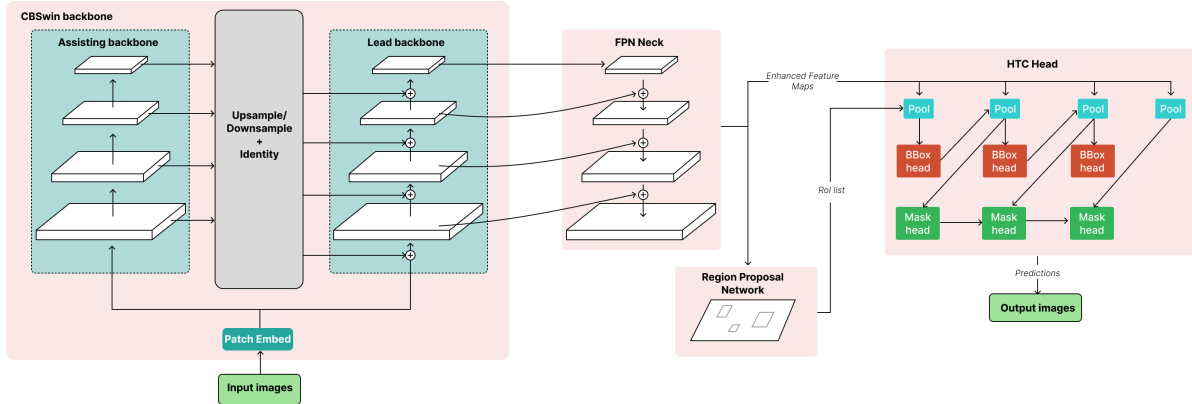 CBSwin backbone
Assisting backbone
Upsample/
Downsample
+
Identity
Lead backbone
Patch Embed
Input images
FPN Neck
Enhanced Feature
Maps
RoI list
Region Proposal
Network
HTC Head
Pool
Pool
Pool
Pool
BBox
head
BBox
head
BBox
head
Mask
head
Mask
head
Mask
head
Predictions
Output images